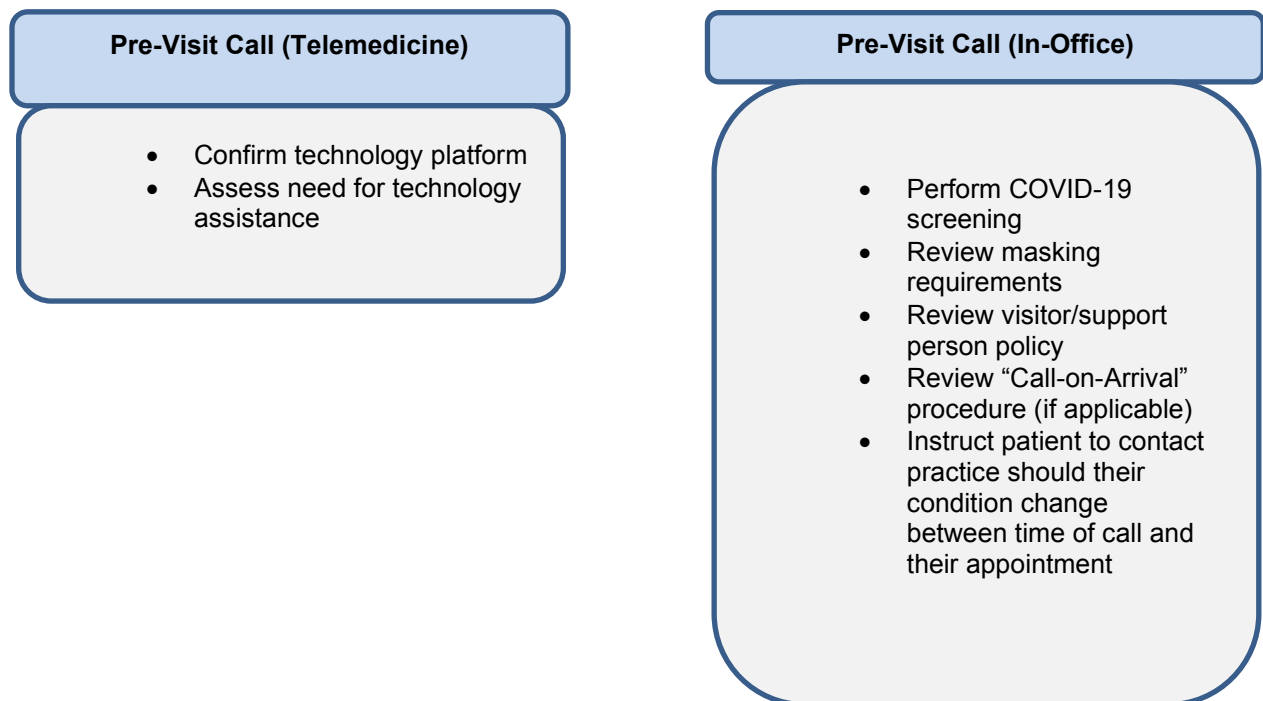 Pre-Visit Call (Telemedicine)
• Confirm technology platform
• Assess need for technology
assistance
Pre-Visit Call (In-Office)
• Perform COVID-19
screening
• Review masking
requirements
• Review visitor/support
person policy
• Review “Call-on-Arrival”
procedure (if applicable)
• Instruct patient to contact
practice should their
condition change
between time of call and
their appointment